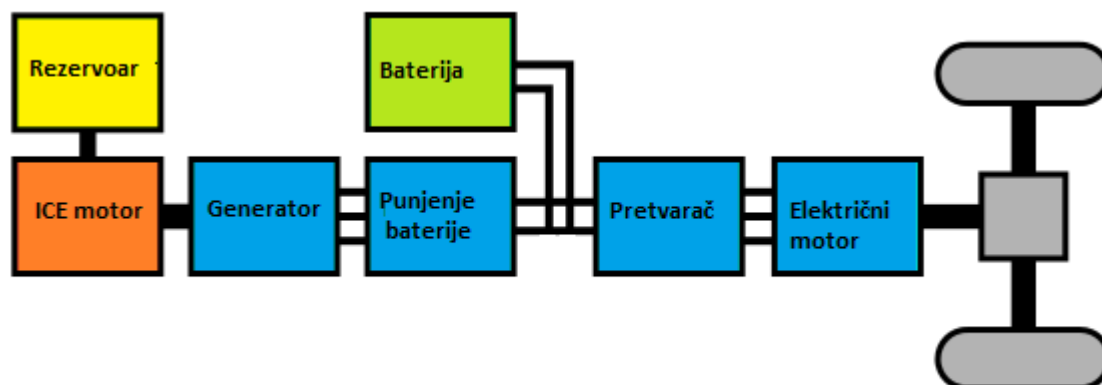 Rezervoar
Baterija
ICE motor
Generator
Punjenje
baterije
Pretvarač
Električni
motor